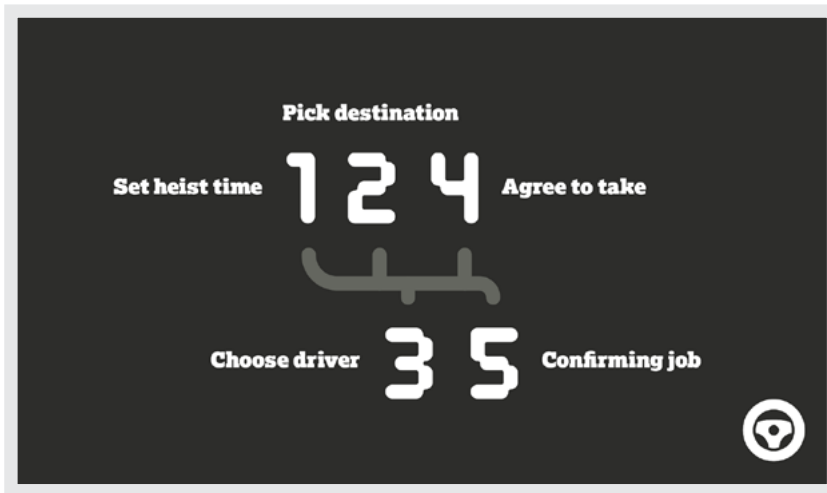 Pick destination
Set heist time 1 2 4 Agree to take
Choose driver 3 5 Confirming job